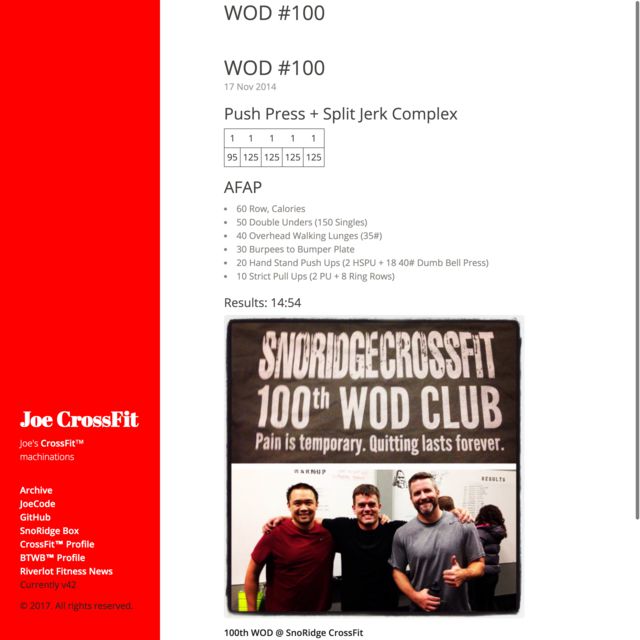 WOD #100
WOD #100
17 Nov 2014
Push Press + Split Jerk Complex
1 1 1 1 1
95 125 125 125 125
AFAP
60 Row, Calories
50 Double Unders (150 Singles)
40 Overhead Walking Lunges (35#)
30 Burpees to Bumper Plate
20 Hand Stand Push Ups (2 HSPU + 18 40# Dumb Bell Press)
10 Strict Pull Ups (2 PU + 8 Ring Rows)
Results: 14:54
SNORIDGECROSSFIT
100th WOD CLUB
Pain is temporary. Quitting lasts forever.
WARMUP
RESULTS
100th WOD @ SnoRidge CrossFit
Joe CrossFit
Joe's CrossFit™
machinations
Archive
JoeCode
GitHub
SnoRidge Box
CrossFit™ Profile
BTWB™ Profile
Riverlot Fitness News
Currently v42
© 2017. All rights reserved.